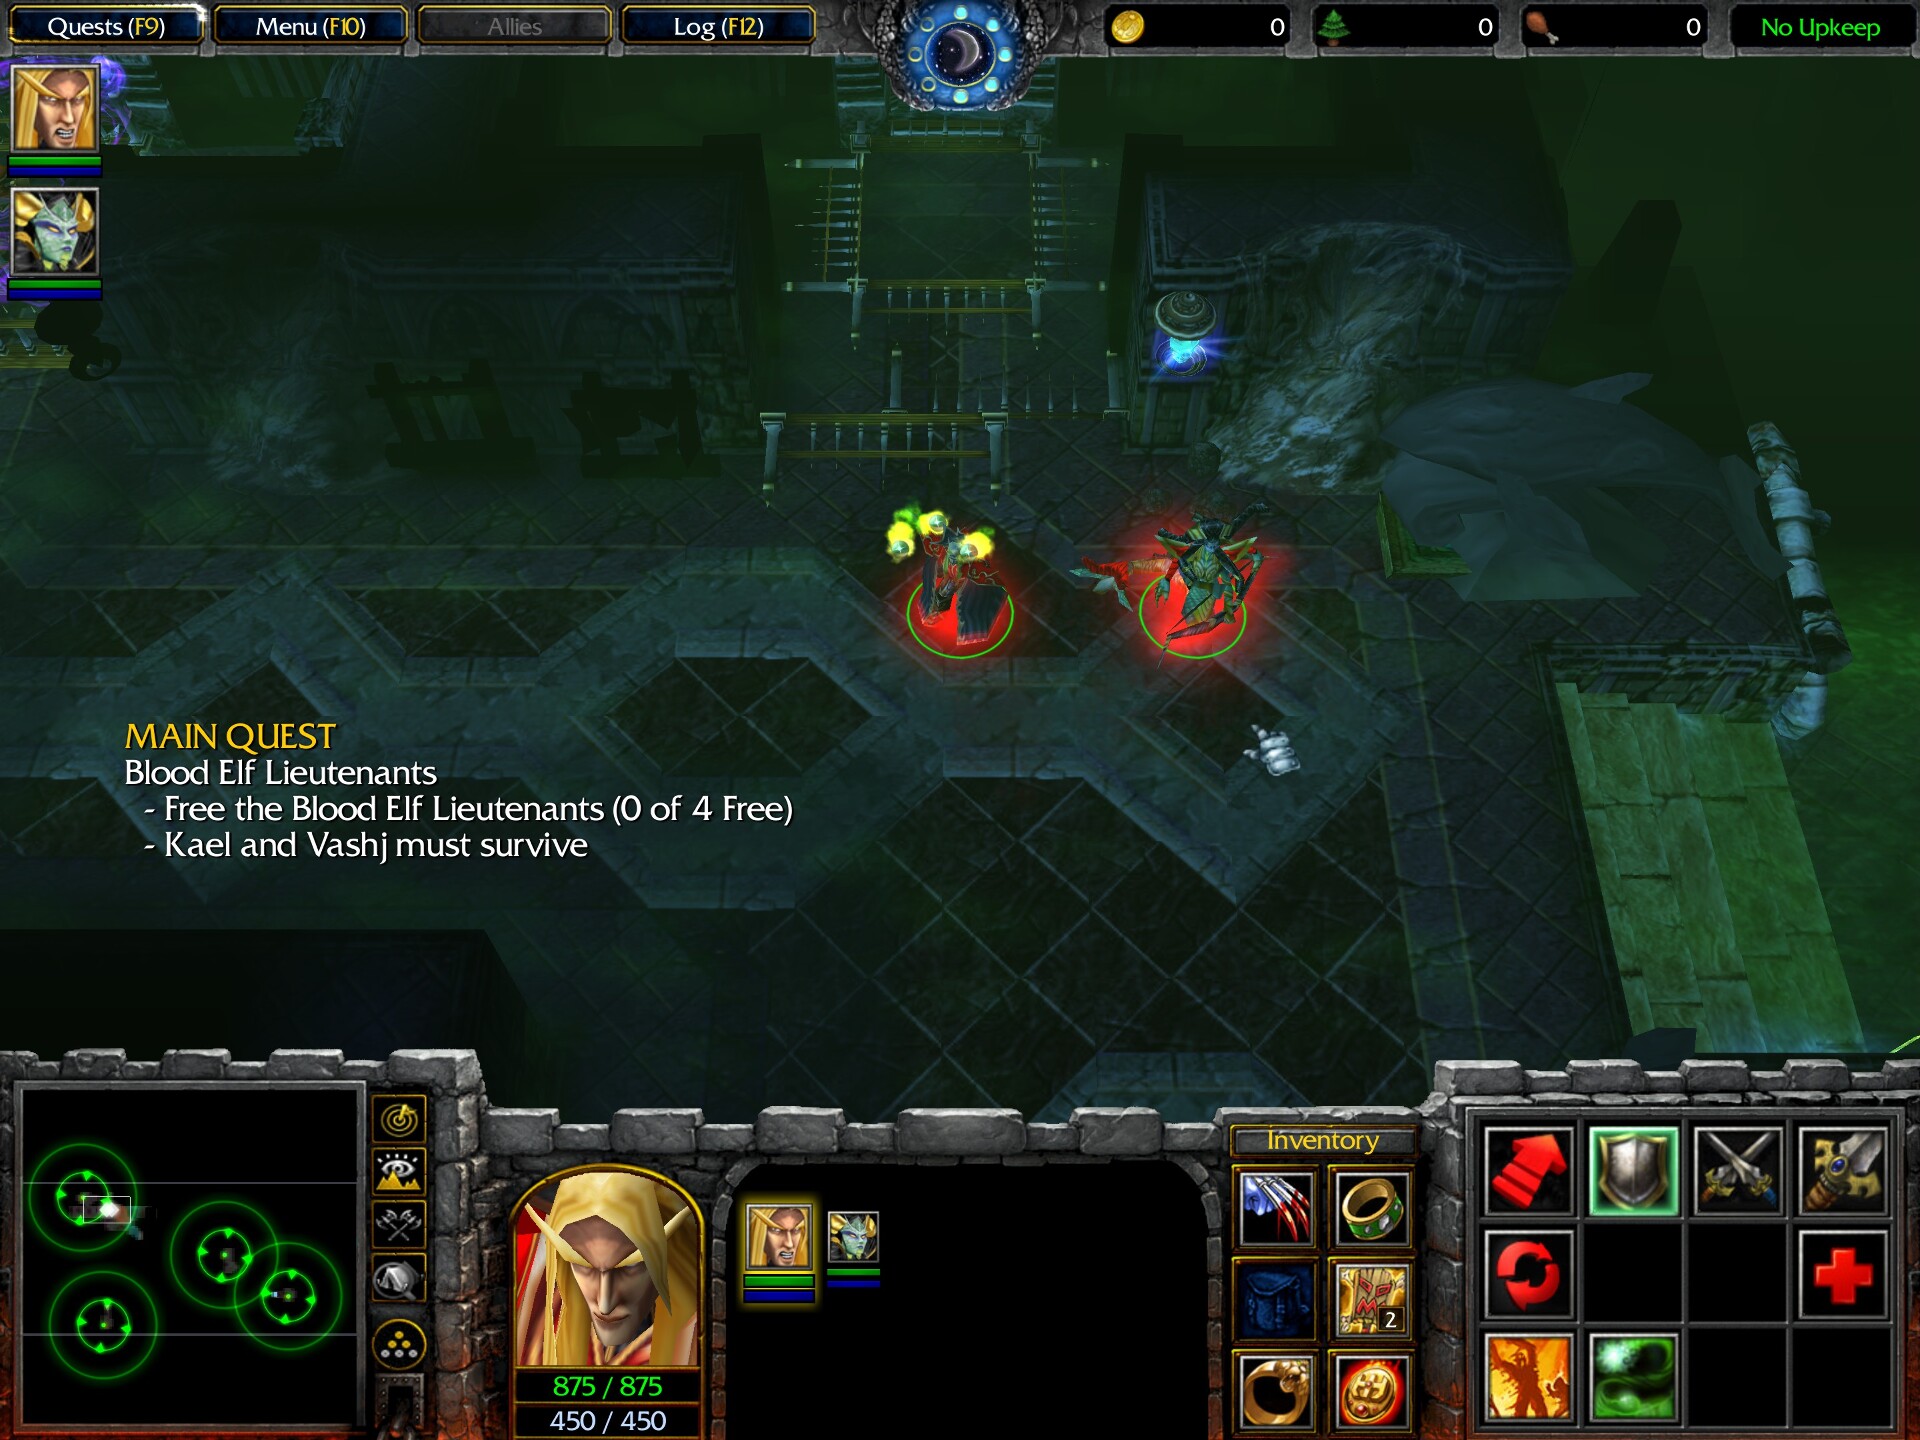 Quests (F9) Menu (F10) Allies Log (F12) 0 0 0 No Upkeep
MAIN QUEST
Blood Elf Lieutenants
- Free the Blood Elf Lieutenants (0 of 4 Free)
- Kael and Vashj must survive
Inventory
2
875 / 875
450 / 450